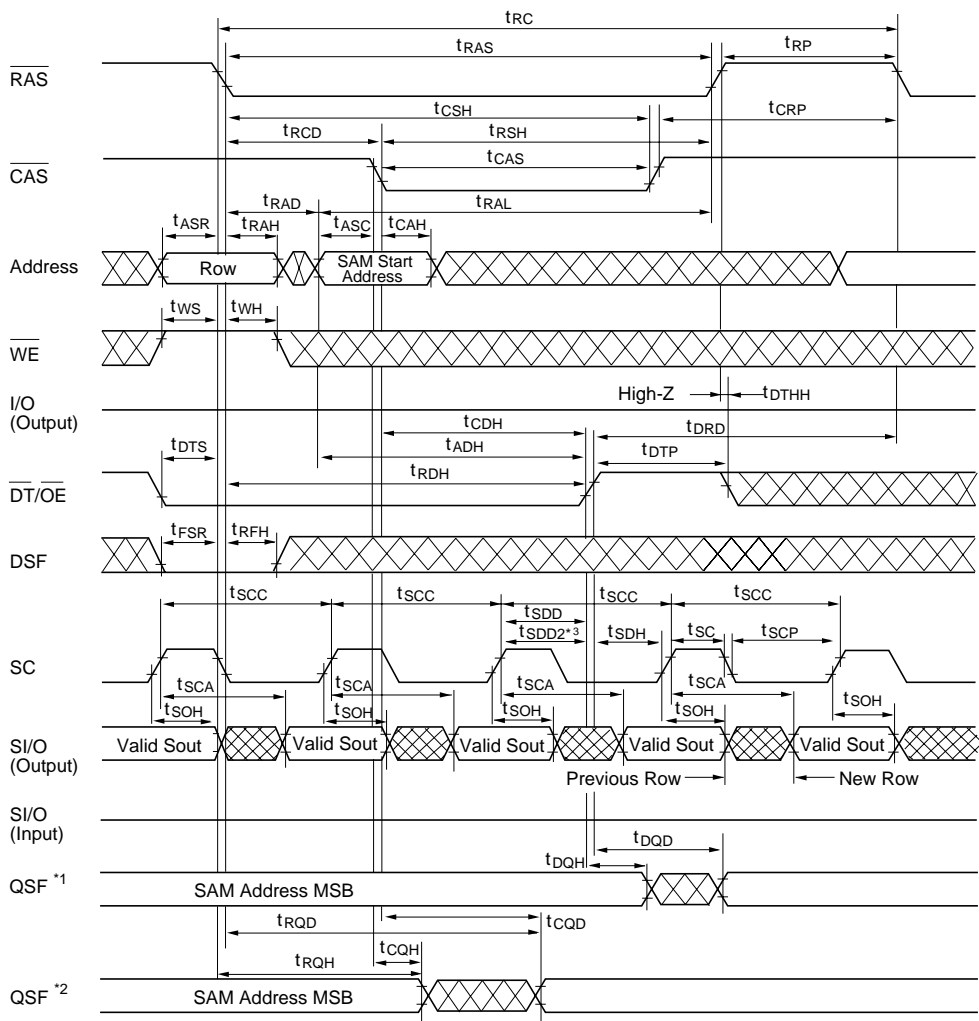 tRC
tRAS
tRP
RAS
tCSH
tCRP
tRCD
tRSH
CAS
tCAS
tRAD
tRAL
tASR
tRAH
tASC
tCAH
Address
Row
SAM Start
Address
tWS
tWH
WE
High-Z
tDTHH
I/O
(Output)
tCDH
tDRD
tDTS
tADH
tDTP
tRDH
DT/OE
tFSR
tRFH
DSF
tSCC
tSCC
tSCC
tSCC
tSDD
tSDD2*3
tSDH
tSC
tSCP
SC
tSCA
tSCA
tSCA
tSCA
tSOH
tSOH
tSOH
tSOH
tSOH
SI/O
(Output)
Valid Sout
Valid Sout
Valid Sout
Valid Sout
Valid Sout
Previous Row
New Row
SI/O
(Input)
tDQD
tDQH
QSF *1
SAM Address MSB
tRQD
tCQD
tCQH
tRQH
QSF *2
SAM Address MSB